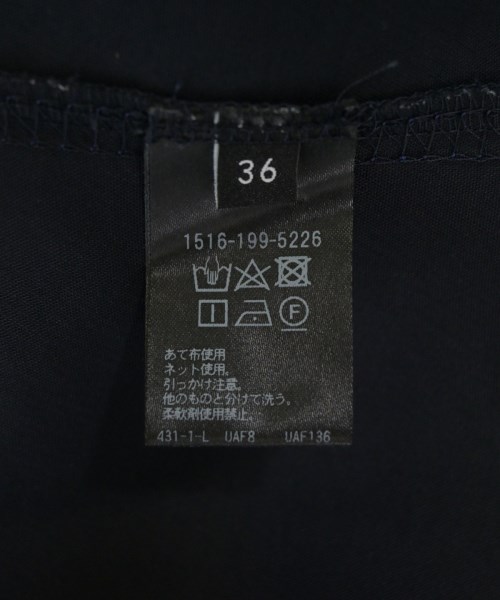 36
1516-199-5226
あて布使用
ネット使用。
引っかけ注意。
他のものと分けて洗う。
柔軟剤使用禁止。
431-1-L UAF8 UAF136